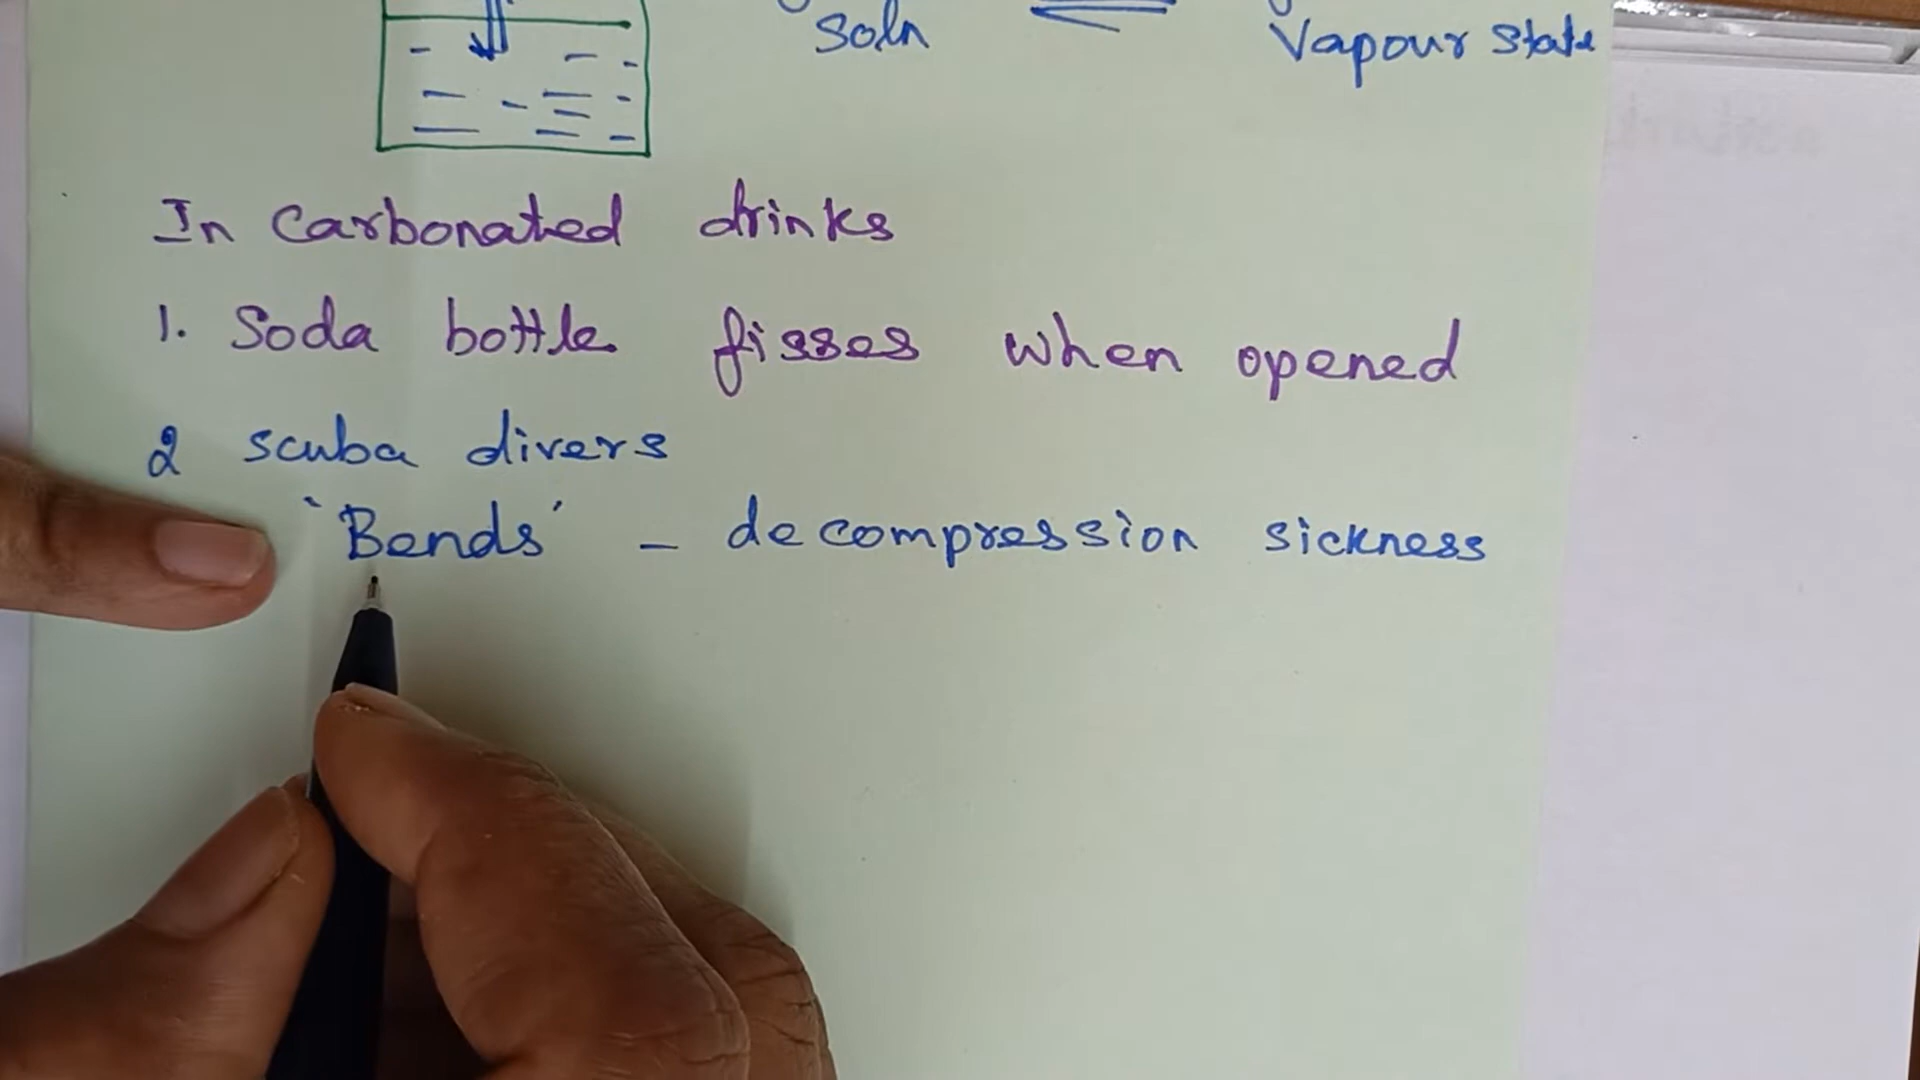 Soln
Vapour state
In Carbonated drinks
1. Soda bottle fisses when opened
2 scuba divers
'Bends' - decompression sickness